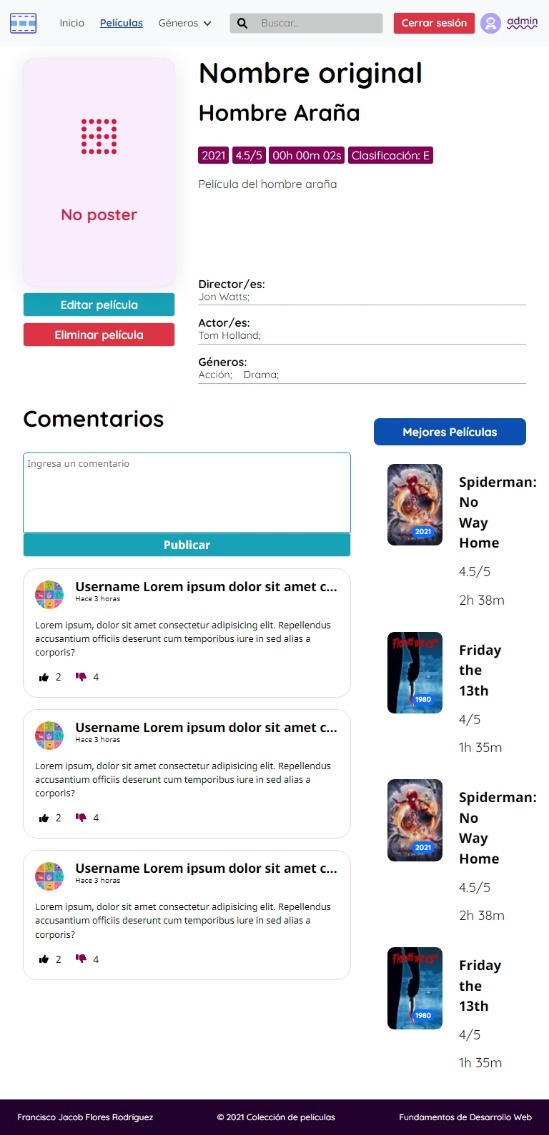 Inicio Películas Géneros Buscar... Cerrar sesión admin
No poster
Editar película
Eliminar película
Nombre original
Hombre Araña
2021 4.5/5 00h 00m 02s Clasificación: E
Película del hombre araña
Director/es:
Jon Watts;
Actor/es:
Tom Holland;
Géneros:
Acción; Drama;
Comentarios
Ingresa un comentario
Publicar
Username Lorem ipsum dolor sit amet c...
Hace 3 horas
Lorem ipsum, dolor sit amet consectetur adipisicing elit. Repellendus
accusantium officiis deserunt cum temporibus iure in sed alias a
corporis?
2 4
Username Lorem ipsum dolor sit amet c...
Hace 3 horas
Lorem ipsum, dolor sit amet consectetur adipisicing elit. Repellendus
accusantium officiis deserunt cum temporibus iure in sed alias a
corporis?
2 4
Username Lorem ipsum dolor sit amet c...
Hace 3 horas
Lorem ipsum, dolor sit amet consectetur adipisicing elit. Repellendus
accusantium officiis deserunt cum temporibus iure in sed alias a
corporis?
2 4
Mejores Películas
2021
Spiderman:
No
Way
Home
4.5/5
2h 38m
1980
Friday
the
13th
4/5
1h 35m
2021
Spiderman:
No
Way
Home
4.5/5
2h 38m
1980
Friday
the
13th
4/5
1h 35m
Francisco Jacob Flores Rodríguez © 2021 Colección de películas Fundamentos de Desarrollo Web